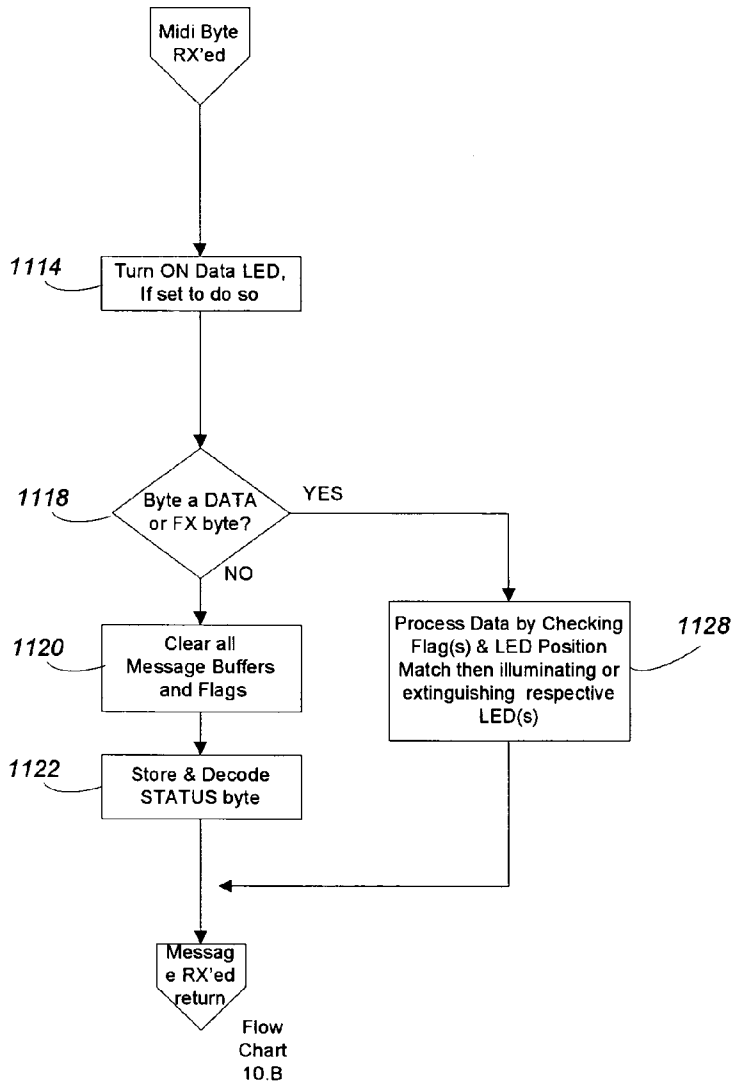 Midi Byte
RX'ed
1114
Turn ON Data LED,
If set to do so
1118
Byte a DATA
or FX byte?
YES
NO
1120
Clear all
Message Buffers
and Flags
Process Data by Checking
Flag(s) & LED Position
Match then illuminating or
extinguishing respective
LED(s)
1128
1122
Store & Decode
STATUS byte
Messag
e RX'ed
return
Flow
Chart
10.B